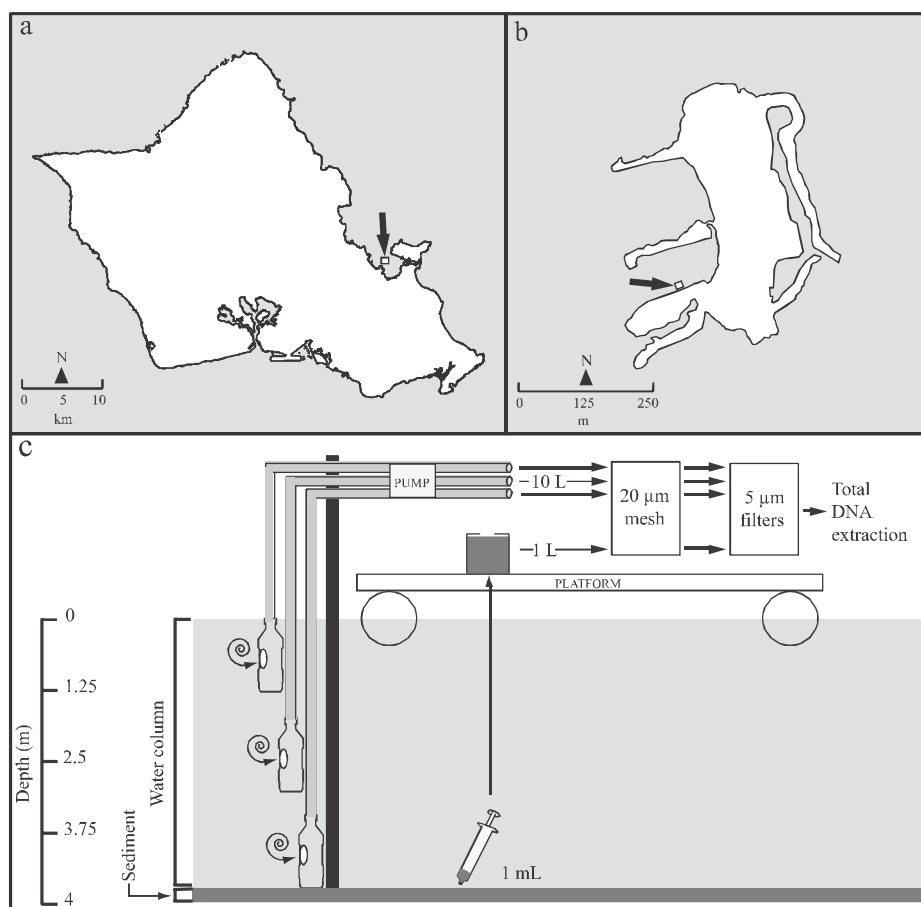 a
N
0 5 10
km
b
N
0 125 250
m
c
PUMP
10 L
20 µm
mesh
5 µm
filters
Total
DNA
extraction
1 L
PLATFORM
0
1.25
2.5
3.75
4
Depth (m)
Water column
Sediment
1 mL